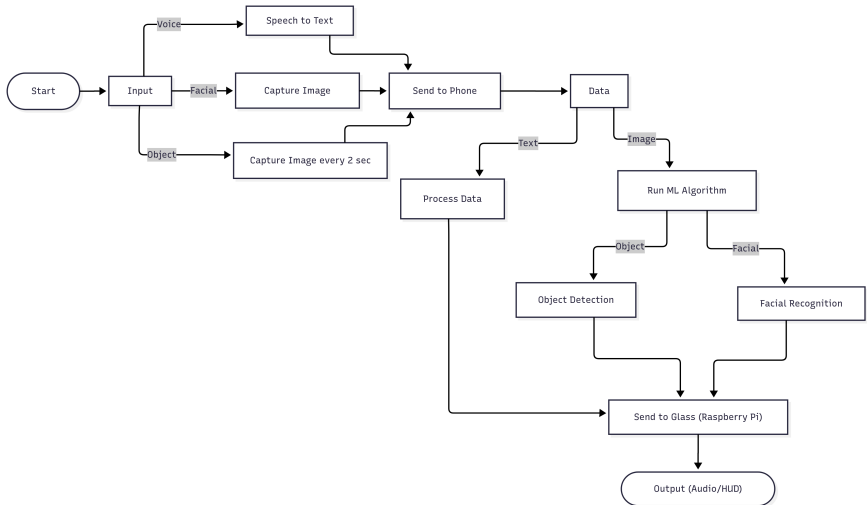 Start
Input
Voice
Speech to Text
Facial
Capture Image
Object
Capture Image every 2 sec
Send to Phone
Data
Text
Process Data
Image
Run ML Algorithm
Object
Object Detection
Facial
Facial Recognition
Send to Glass (Raspberry Pi)
Output (Audio/HUD)